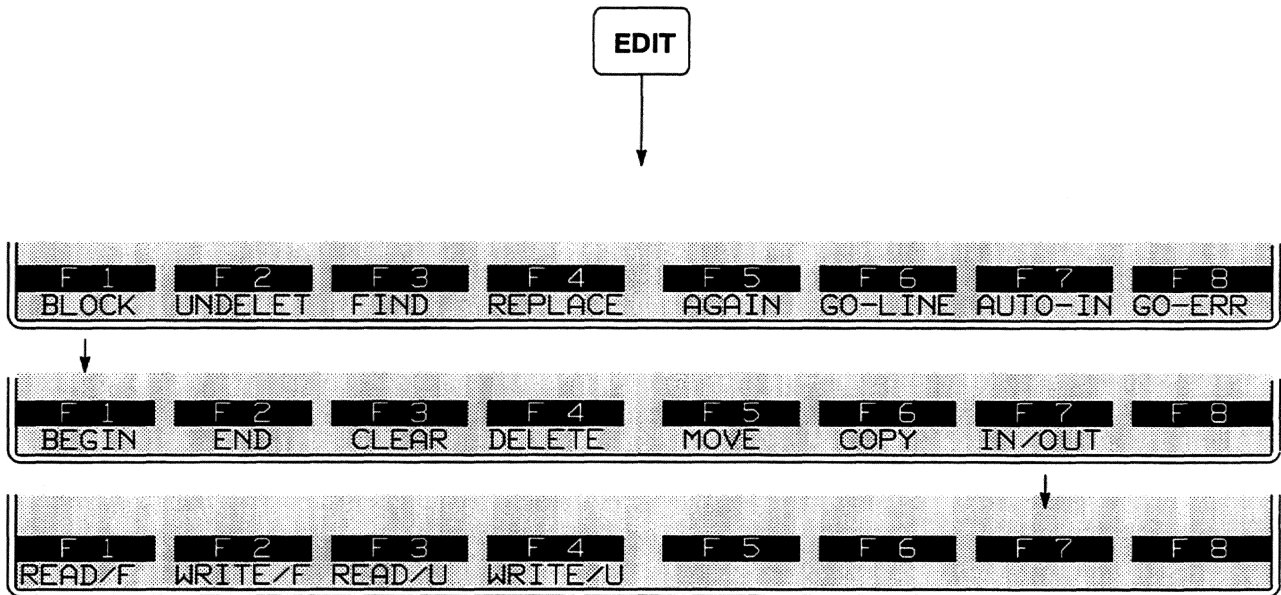 EDIT
F 1 F 2 F 3 F 4 F 5 F 6 F 7 F 8
BLOCK UNDELET FIND REPLACE AGAIN GO-LINE AUTO-IN GO-ERR
F 1 F 2 F 3 F 4 F 5 F 6 F 7 F 8
BEGIN END CLEAR DELETE MOVE COPY IN/OUT
F 1 F 2 F 3 F 4 F 5 F 6 F 7 F 8
READ/F WRITE/F READ/U WRITE/U